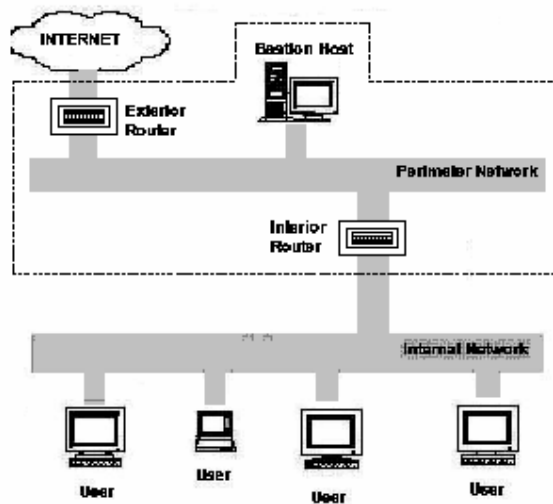 INTERNET
Bastion Host
Exterior
Router
Perimeter Network
Interior
Router
Internal Network
User
User
User
User